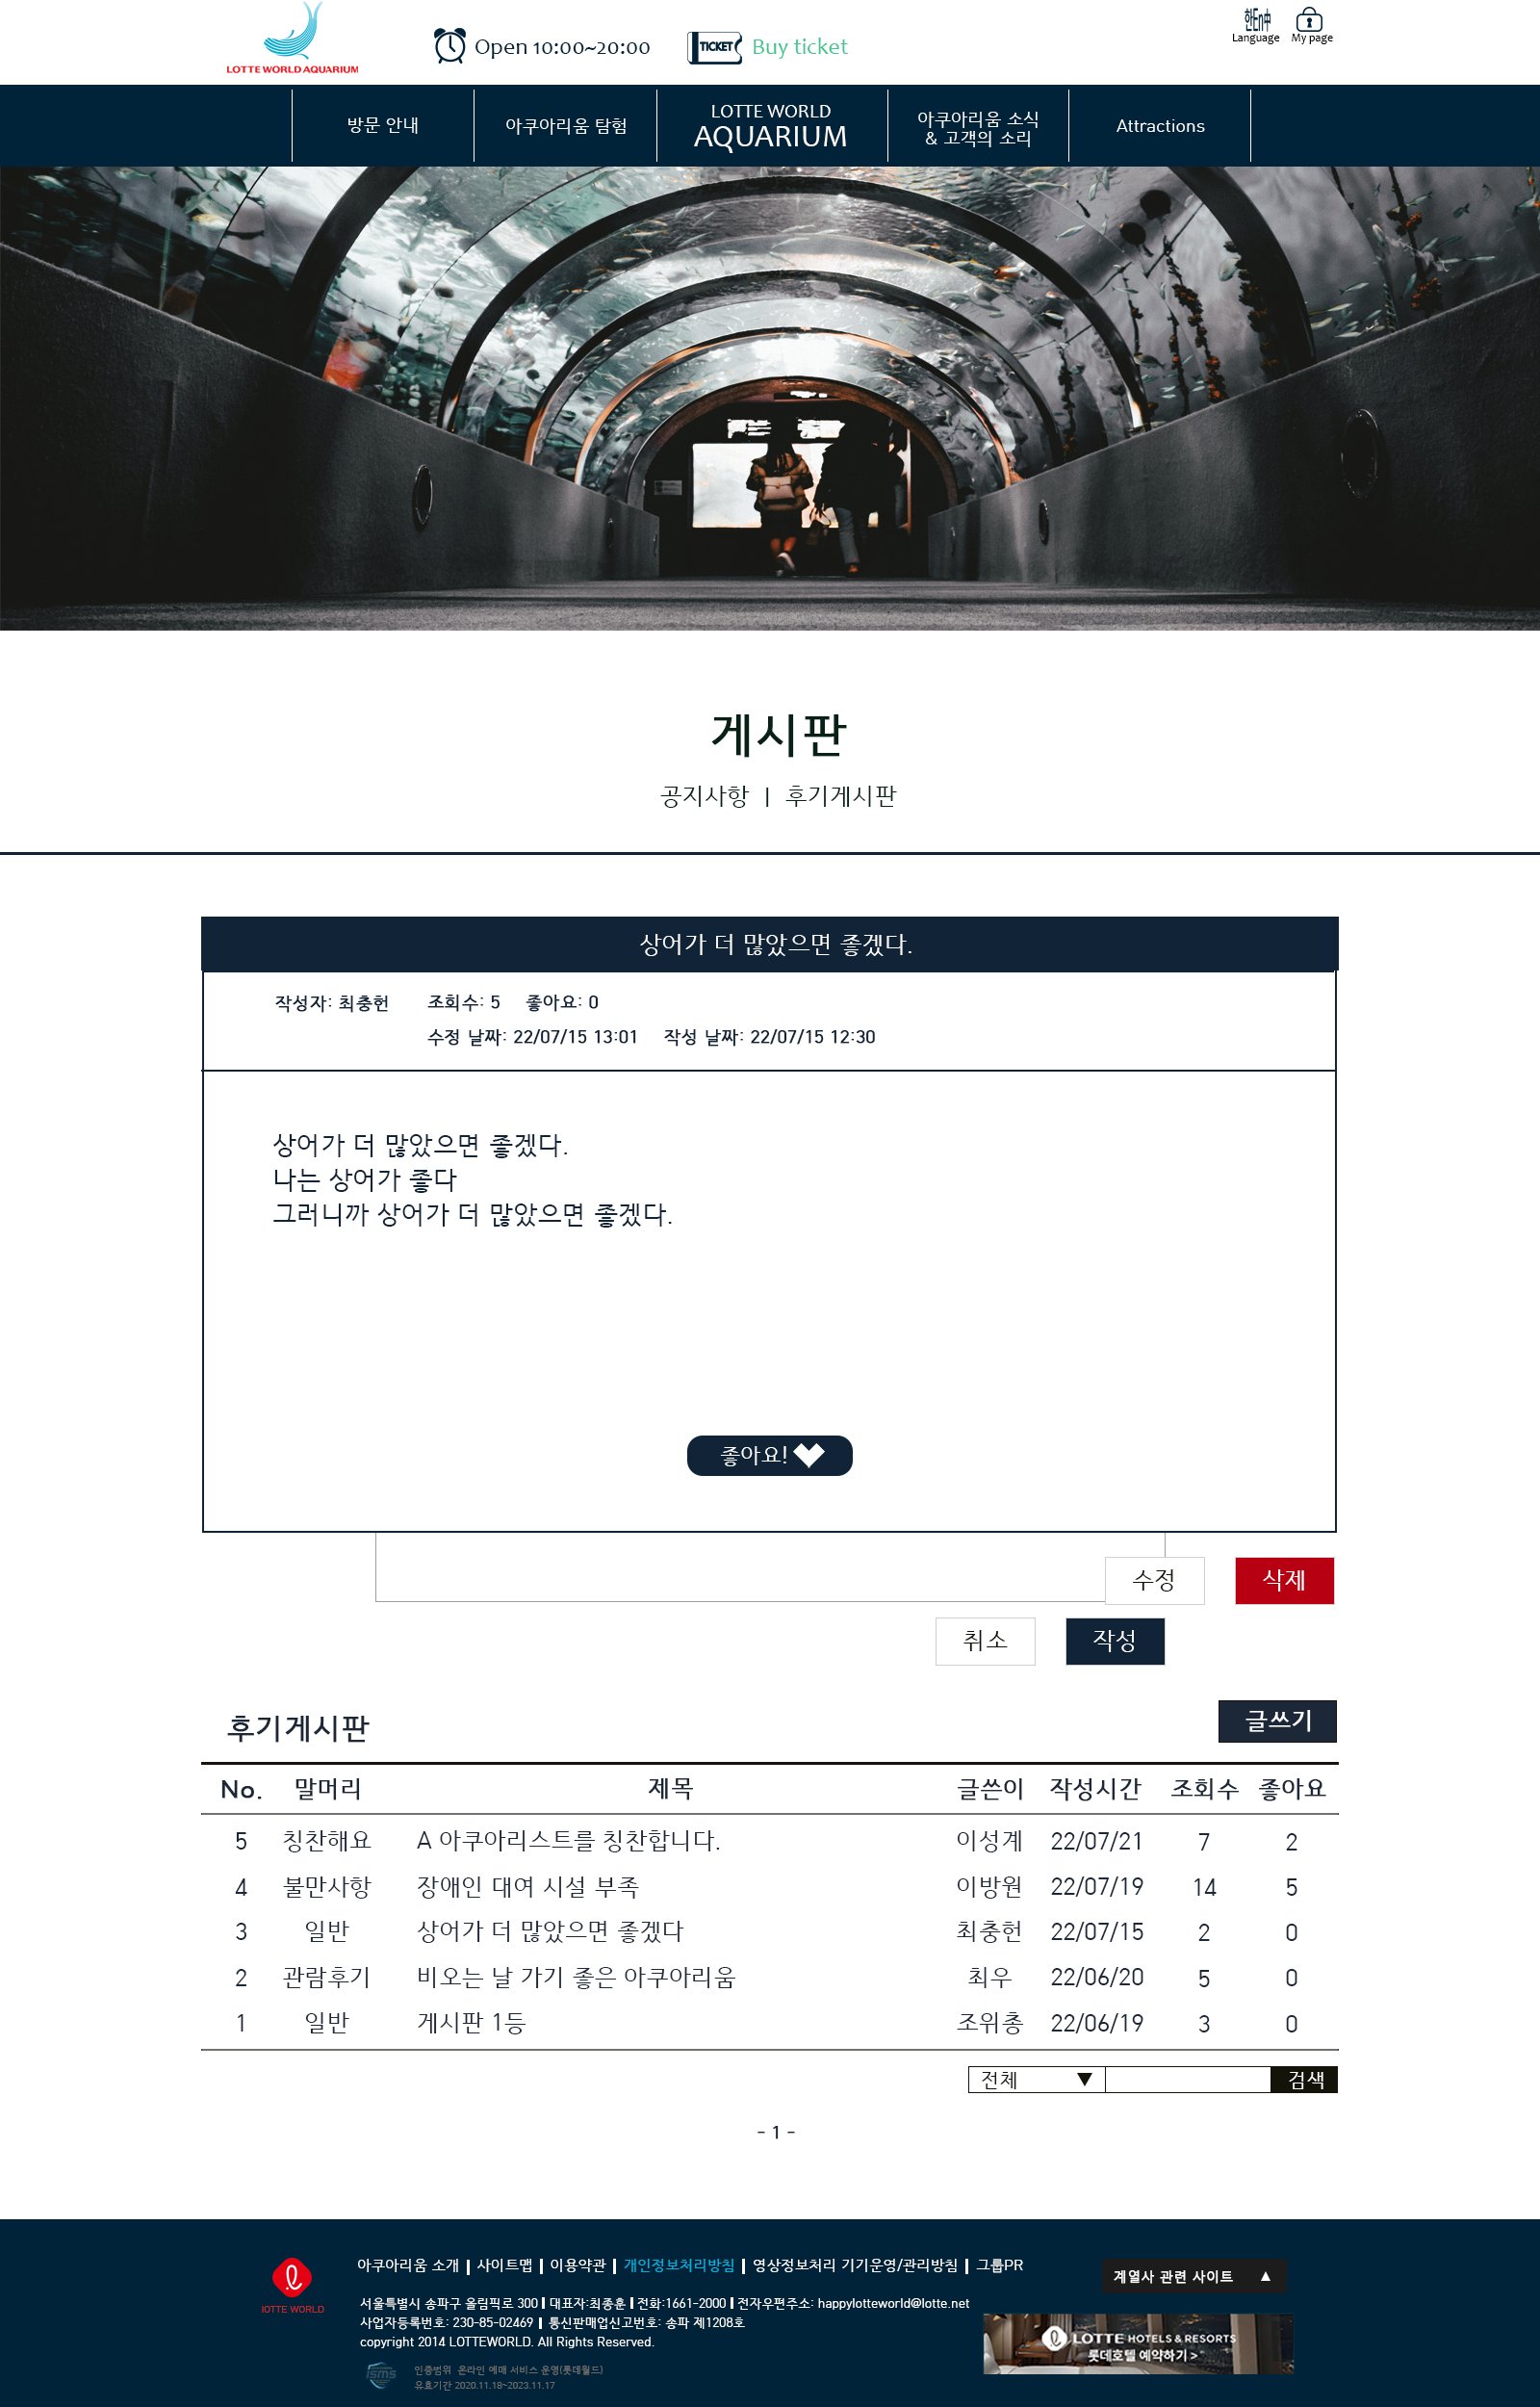 LOTTE WORLD AQUARIUM
Open 10:00~20:00
TICKET
Buy ticket
한En中
Language
My page
방문 안내
아쿠아리움 탐험
LOTTE WORLD
AQUARIUM
아쿠아리움 소식
& 고객의 소리
Attractions
게시판
공지사항 | 후기게시판
상어가 더 많았으면 좋겠다.
작성자: 최충헌 조회수: 5 좋아요: 0
수정 날짜: 22/07/15 13:01 작성 날짜: 22/07/15 12:30
상어가 더 많았으면 좋겠다.
나는 상어가 좋다
그러니까 상어가 더 많았으면 좋겠다.
좋아요!
수정 삭제
취소 작성
후기게시판 글쓰기
No. 말머리 제목 글쓴이 작성시간 조회수 좋아요
5 칭찬해요 A 아쿠아리스트를 칭찬합니다. 이성계 22/07/21 7 2
4 불만사항 장애인 대여 시설 부족 이방원 22/07/19 14 5
3 일반 상어가 더 많았으면 좋겠다 최충헌 22/07/15 2 0
2 관람후기 비오는 날 가기 좋은 아쿠아리움 최우 22/06/20 5 0
1 일반 게시판 1등 조위총 22/06/19 3 0
전체 ▼ 검색
- 1 -
아쿠아리움 소개 | 사이트맵 | 이용약관 | 개인정보처리방침 | 영상정보처리 기기운영/관리방침 | 그룹PR
계열사 관련 사이트 ▲
lOTTE WORLD
서울특별시 송파구 올림픽로 300 | 대표자:최종훈 | 전화:1661-2000 | 전자우편주소: happylotteworld@lotte.net
사업자등록번호: 230-85-02469 | 통신판매업신고번호: 송파 제1208호
copyright 2014 LOTTEWORLD. All Rights Reserved.
LOTTE HOTELS & RESORTS
롯데호텔 예약하기 >
isms
인증범위 온라인 예매 서비스 운영(롯데월드)
유효기간 2020.11.18~2023.11.17